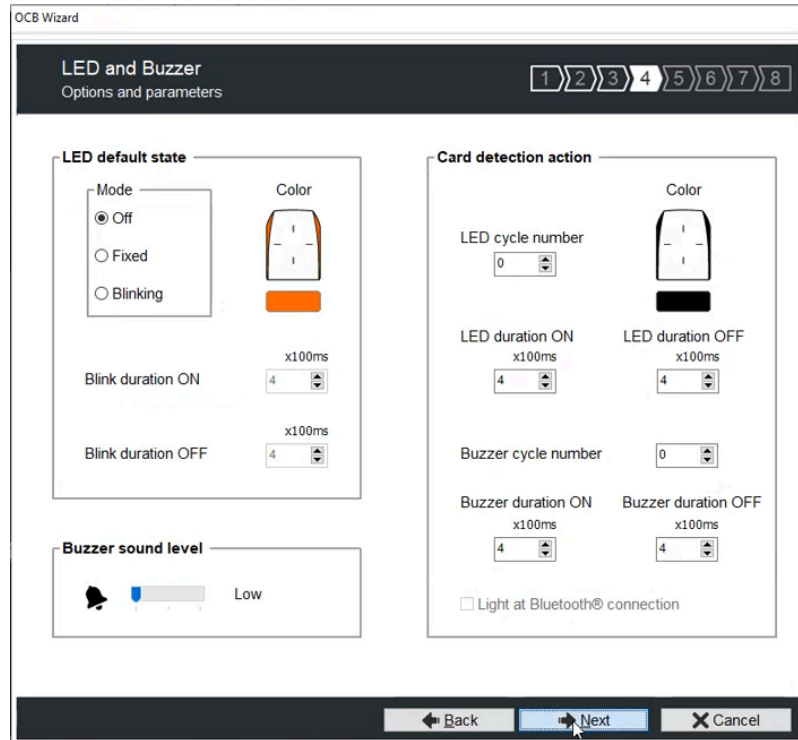 OCB Wizard
LED and Buzzer
Options and parameters
1 2 3 4 5 6 7 8
LED default state
Mode
Color
Off
Fixed
Blinking
x100ms
Blink duration ON
4
x100ms
Blink duration OFF
4
Buzzer sound level
Low
Card detection action
Color
LED cycle number
0
LED duration ON
LED duration OFF
x100ms
x100ms
4
4
Buzzer cycle number
0
Buzzer duration ON
Buzzer duration OFF
x100ms
x100ms
4
4
Light at Bluetooth® connection
Back
Next
Cancel